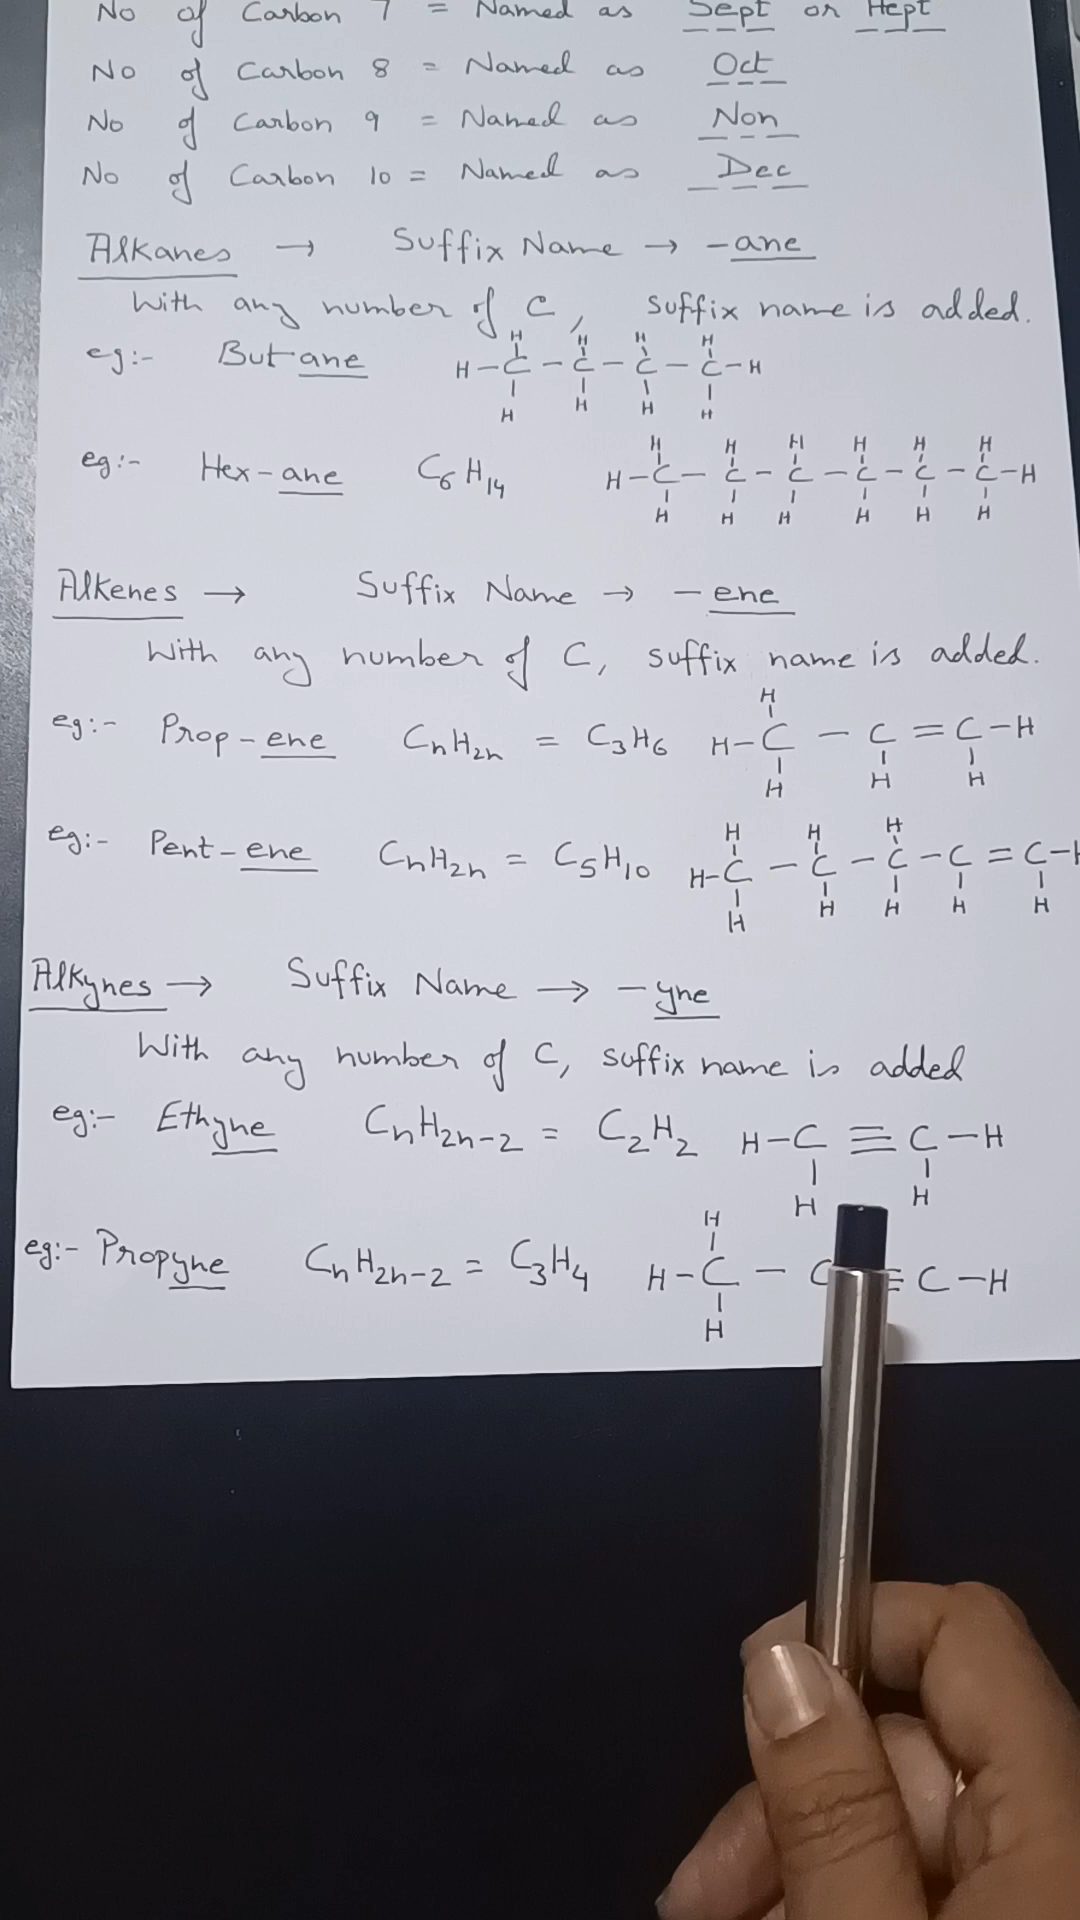 No of Carbon 7 = Named as Sept or Hept
No of Carbon 8 = Named as Oct
No of Carbon 9 = Named as Non
No of Carbon 10 = Named as Dec
Alkanes → Suffix Name → -ane
With any number of C, suffix name is added.
eg:- Butane
H H H H
H-C-C-C-C-H
H H H H
eg:- Hex-ane C6H14
H H H H H H
H-C-C-C-C-C-C-H
H H H H H H
Alkenes → Suffix Name → -ene
With any number of C, suffix name is added.
H
eg:- Prop-ene CnH2n = C3H6 H-C-C=C-H
H H H
H H H
eg:- Pent-ene CnH2n = C5H10 H-C-C-C-C=C-H
H H H H H
Alkynes → Suffix Name → -yne
With any number of C, suffix name is added
eg:- Ethyne CnH2n-2 = C2H2 H-C≡C-H
H H
H
eg:- Propyne CnH2n-2 = C3H4 H-C-C≡C-H
H